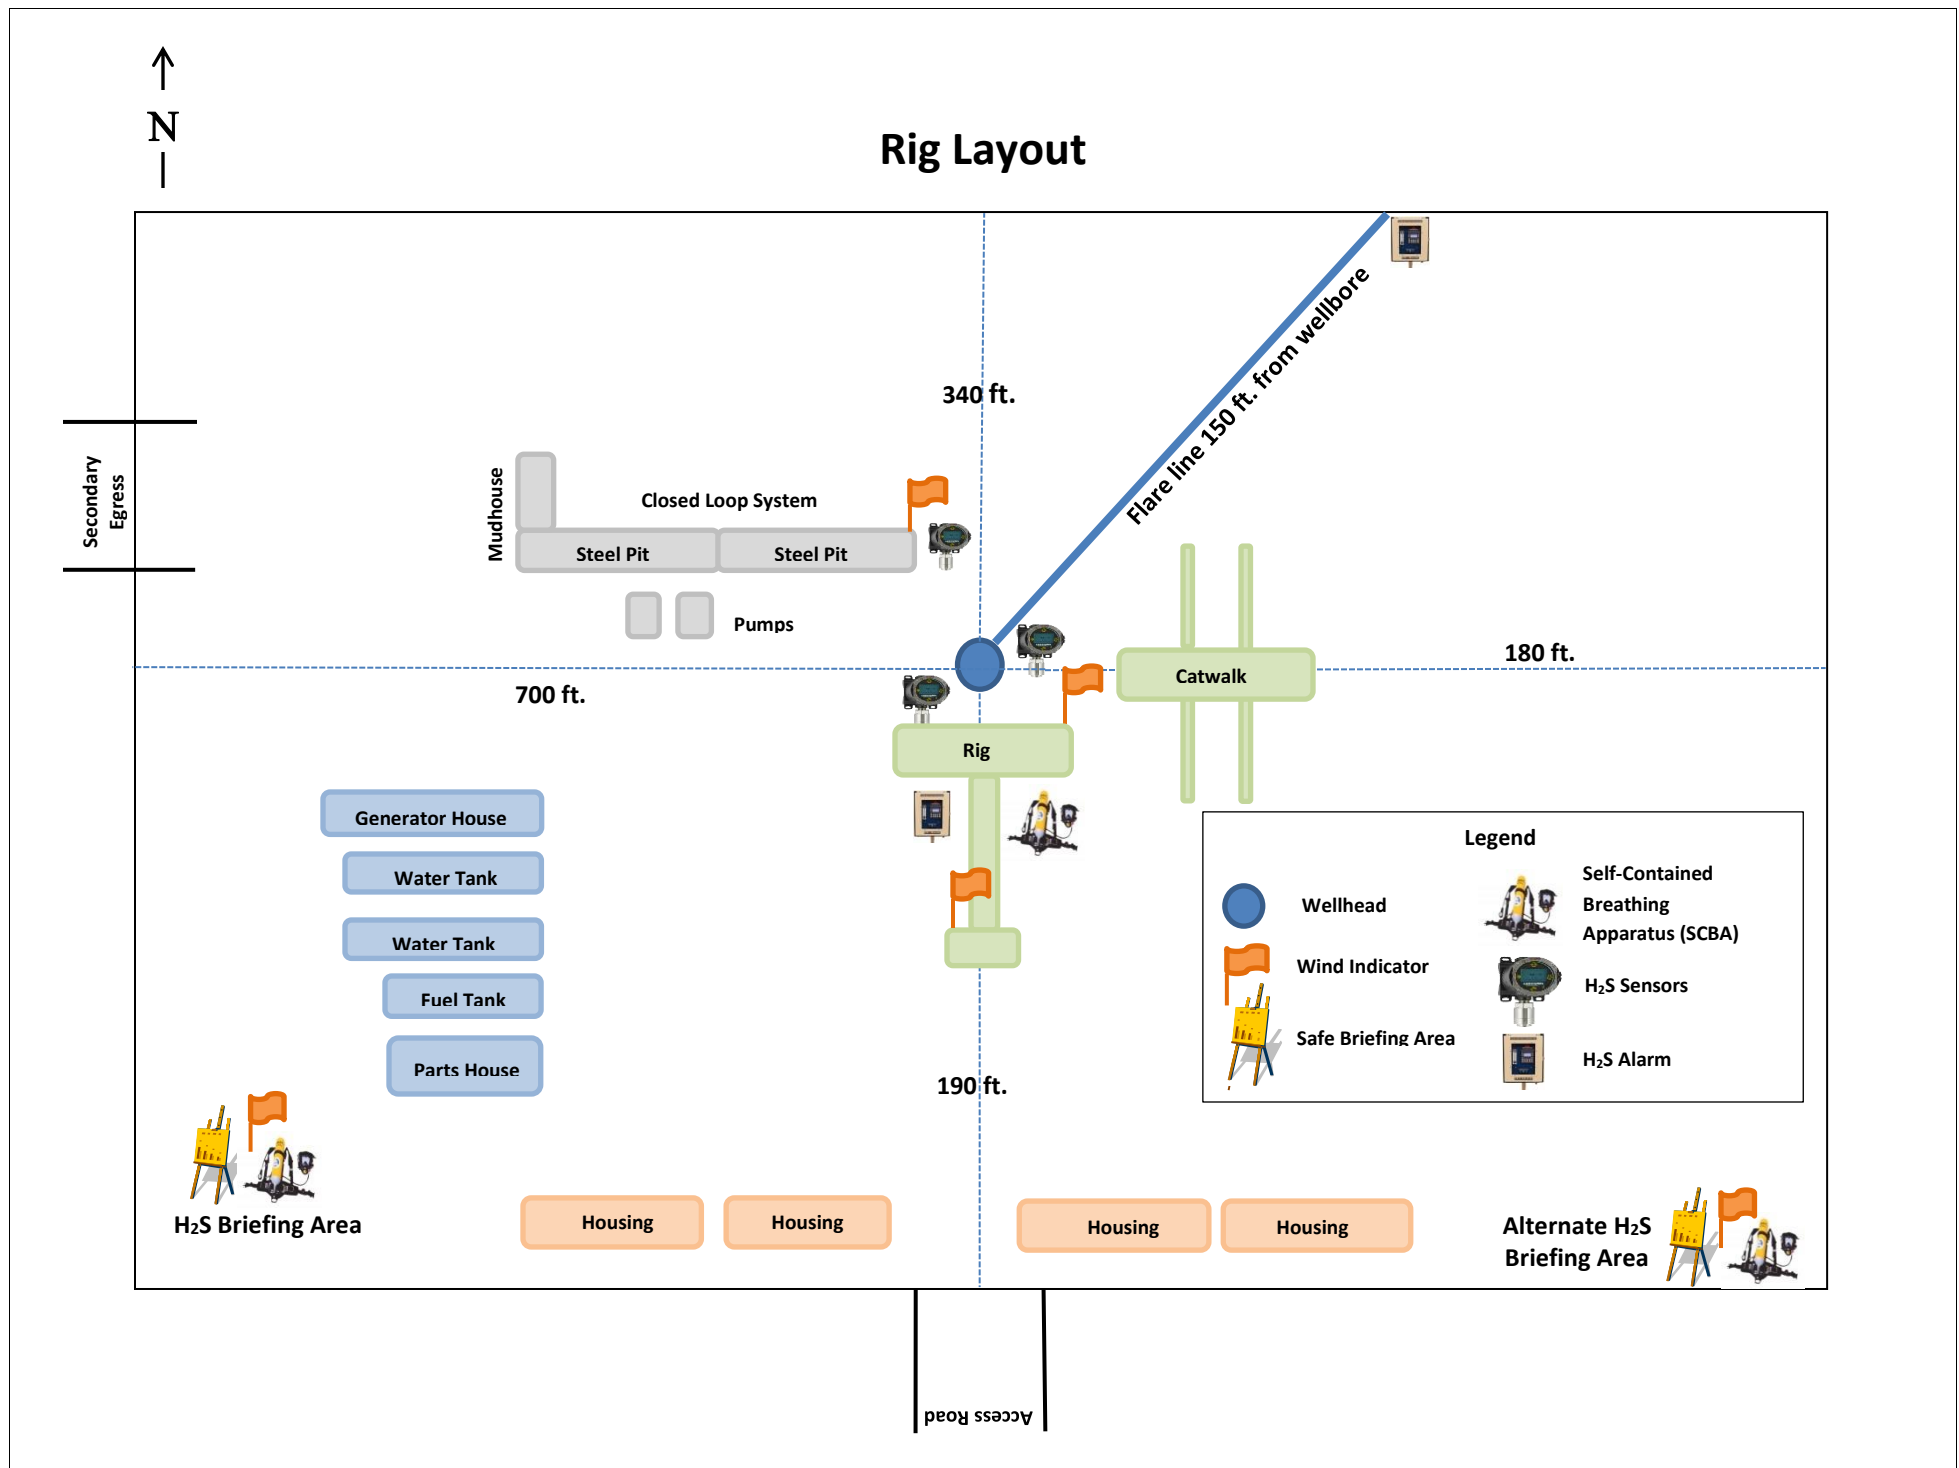 N
Rig Layout
Flare line 150 ft. from wellbore
340 ft.
Secondary
Egress
Mudhouse
Closed Loop System
Steel Pit
Steel Pit
Pumps
180 ft.
Catwalk
700 ft.
Rig
Generator House
Water Tank
Water Tank
Fuel Tank
Parts House
Legend
Wellhead
Wind Indicator
Safe Briefing Area
Self-Contained
Breathing
Apparatus (SCBA)
H₂S Sensors
H₂S Alarm
190 ft.
H₂S Briefing Area
Housing
Housing
Housing
Housing
Alternate H₂S
Briefing Area
Access Road